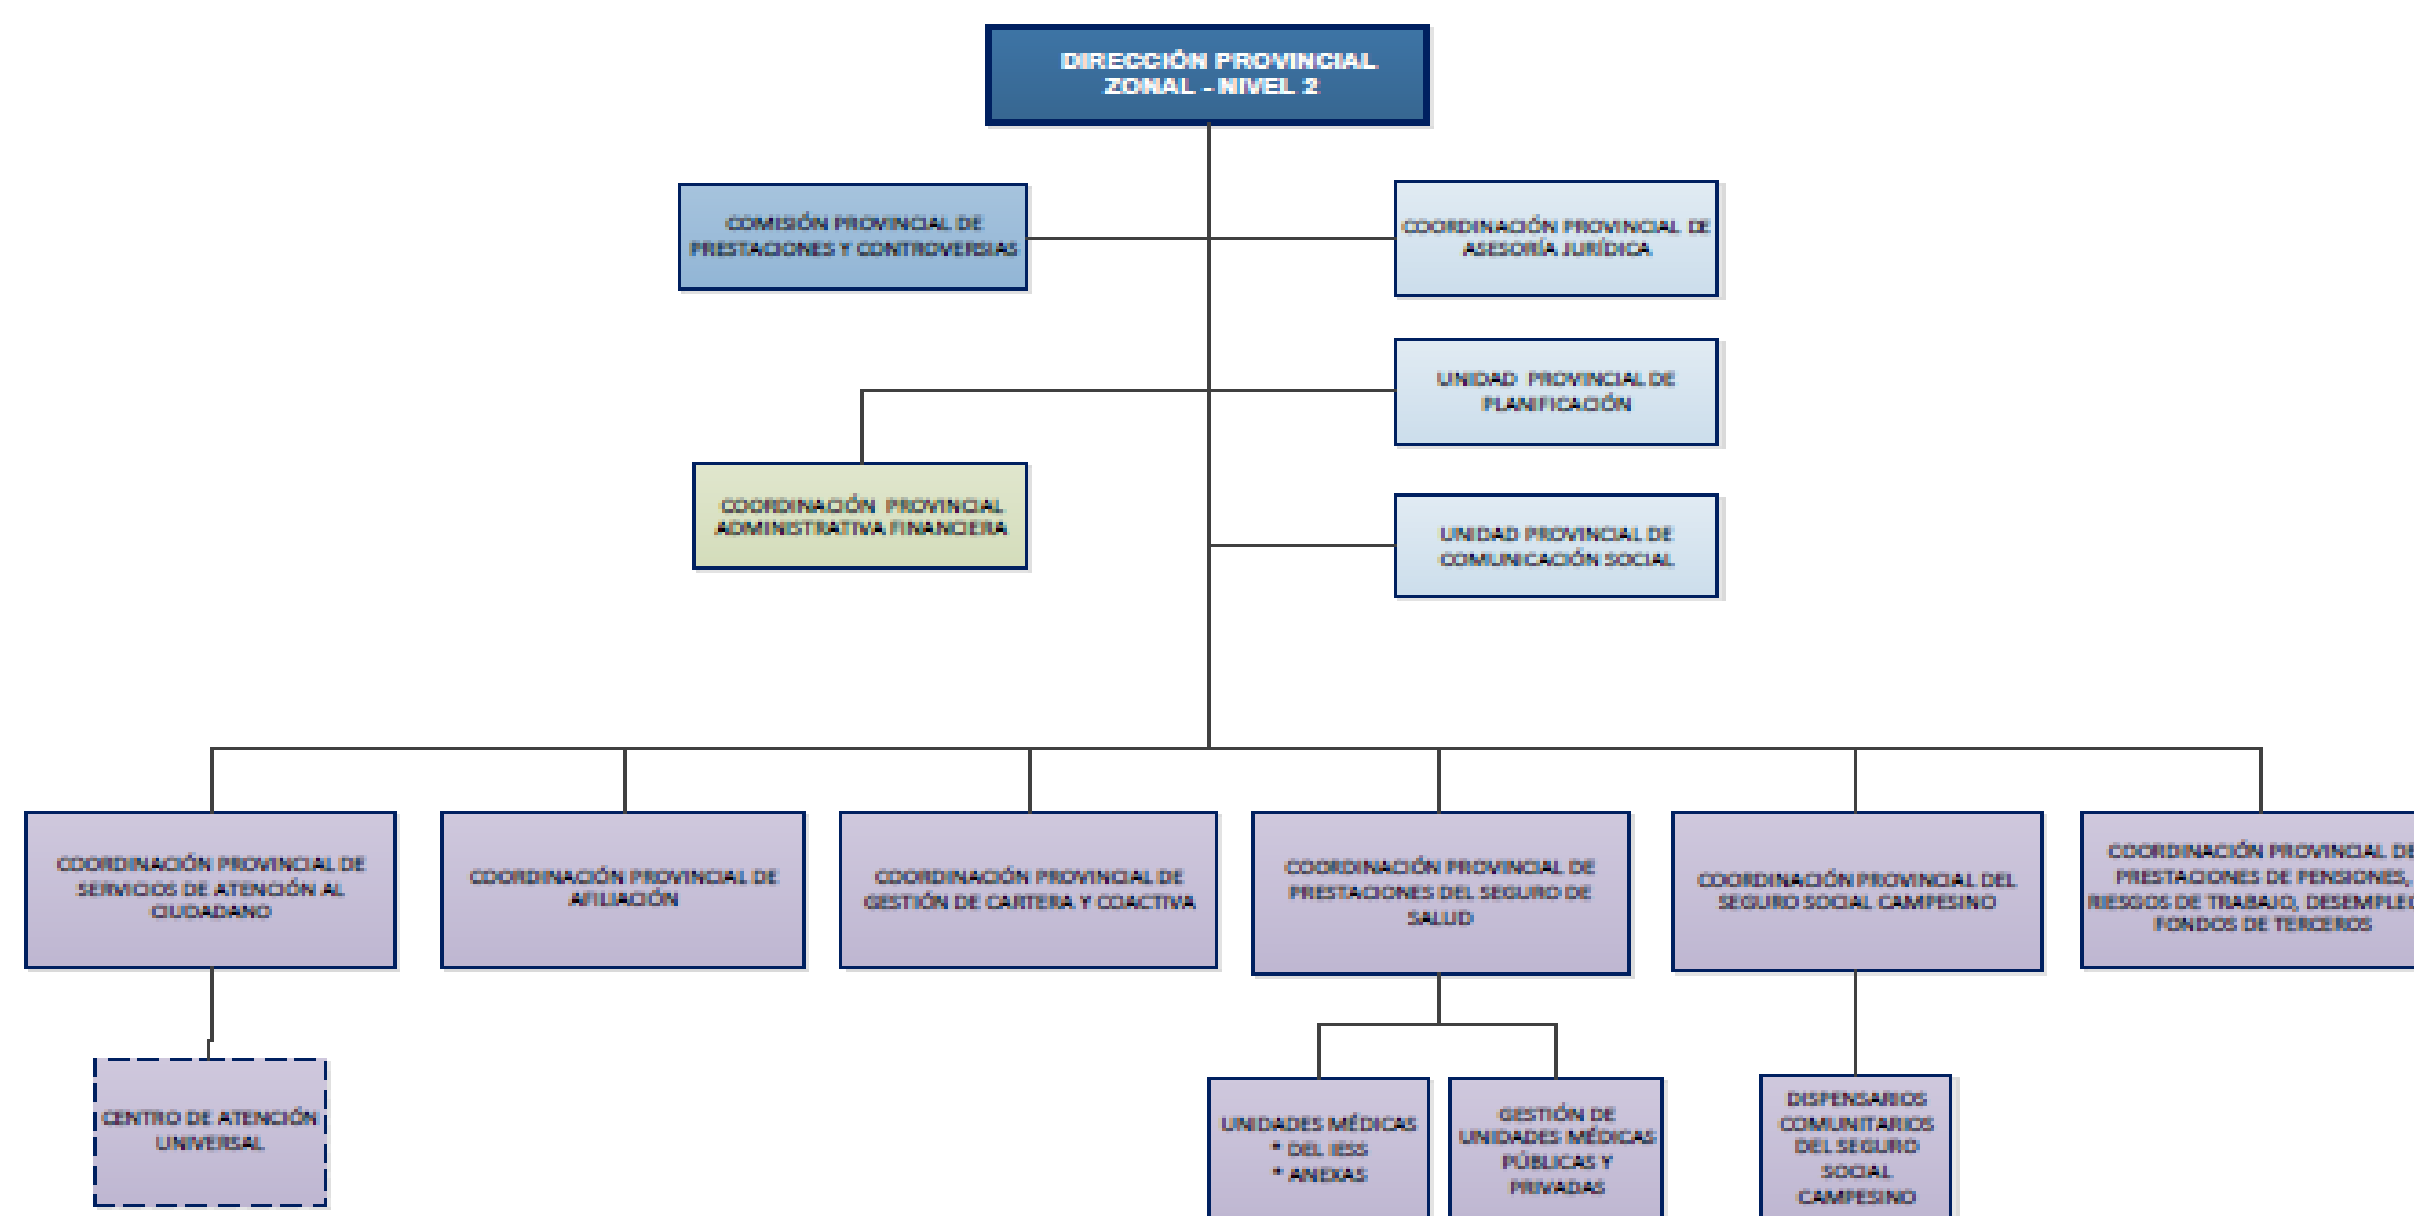 DIRECCIÓN PROVINCIAL
ZONAL - NIVEL 2
COMISIÓN PROVINCIAL DE
PRESTACIONES Y CONTROVERSIAS
COORDINACIÓN PROVINCIAL DE
ASESORÍA JURÍDICA
UNIDAD PROVINCIAL DE
PLANIFICACIÓN
COORDINACIÓN PROVINCIAL
ADMINISTRATIVA FINANCIERA
UNIDAD PROVINCIAL DE
COMUNICACIÓN SOCIAL
COORDINACIÓN PROVINCIAL DE
SERVICIOS DE ATENCIÓN AL
CIUDADANO
COORDINACIÓN PROVINCIAL DE
AFILIACIÓN
COORDINACIÓN PROVINCIAL DE
GESTIÓN DE CARTERA Y COACTIVA
COORDINACIÓN PROVINCIAL DE
PRESTACIONES DEL SEGURO DE
SALUD
COORDINACIÓN PROVINCIAL DEL
SEGURO SOCIAL CAMPESINO
COORDINACIÓN PROVINCIAL DE
PRESTACIONES DE PENSIONES,
RIESGOS DE TRABAJO, DESEMPLEO
FONDOS DE TERCEROS
CENTRO DE ATENCIÓN
UNIVERSAL
UNIDADES MÉDICAS
* DEL IESS
* ANEXAS
GESTIÓN DE
UNIDADES MÉDICAS
PÚBLICAS Y
PRIVADAS
DISPENSARIOS
COMUNITARIOS
DEL SEGURO
SOCIAL
CAMPESINO